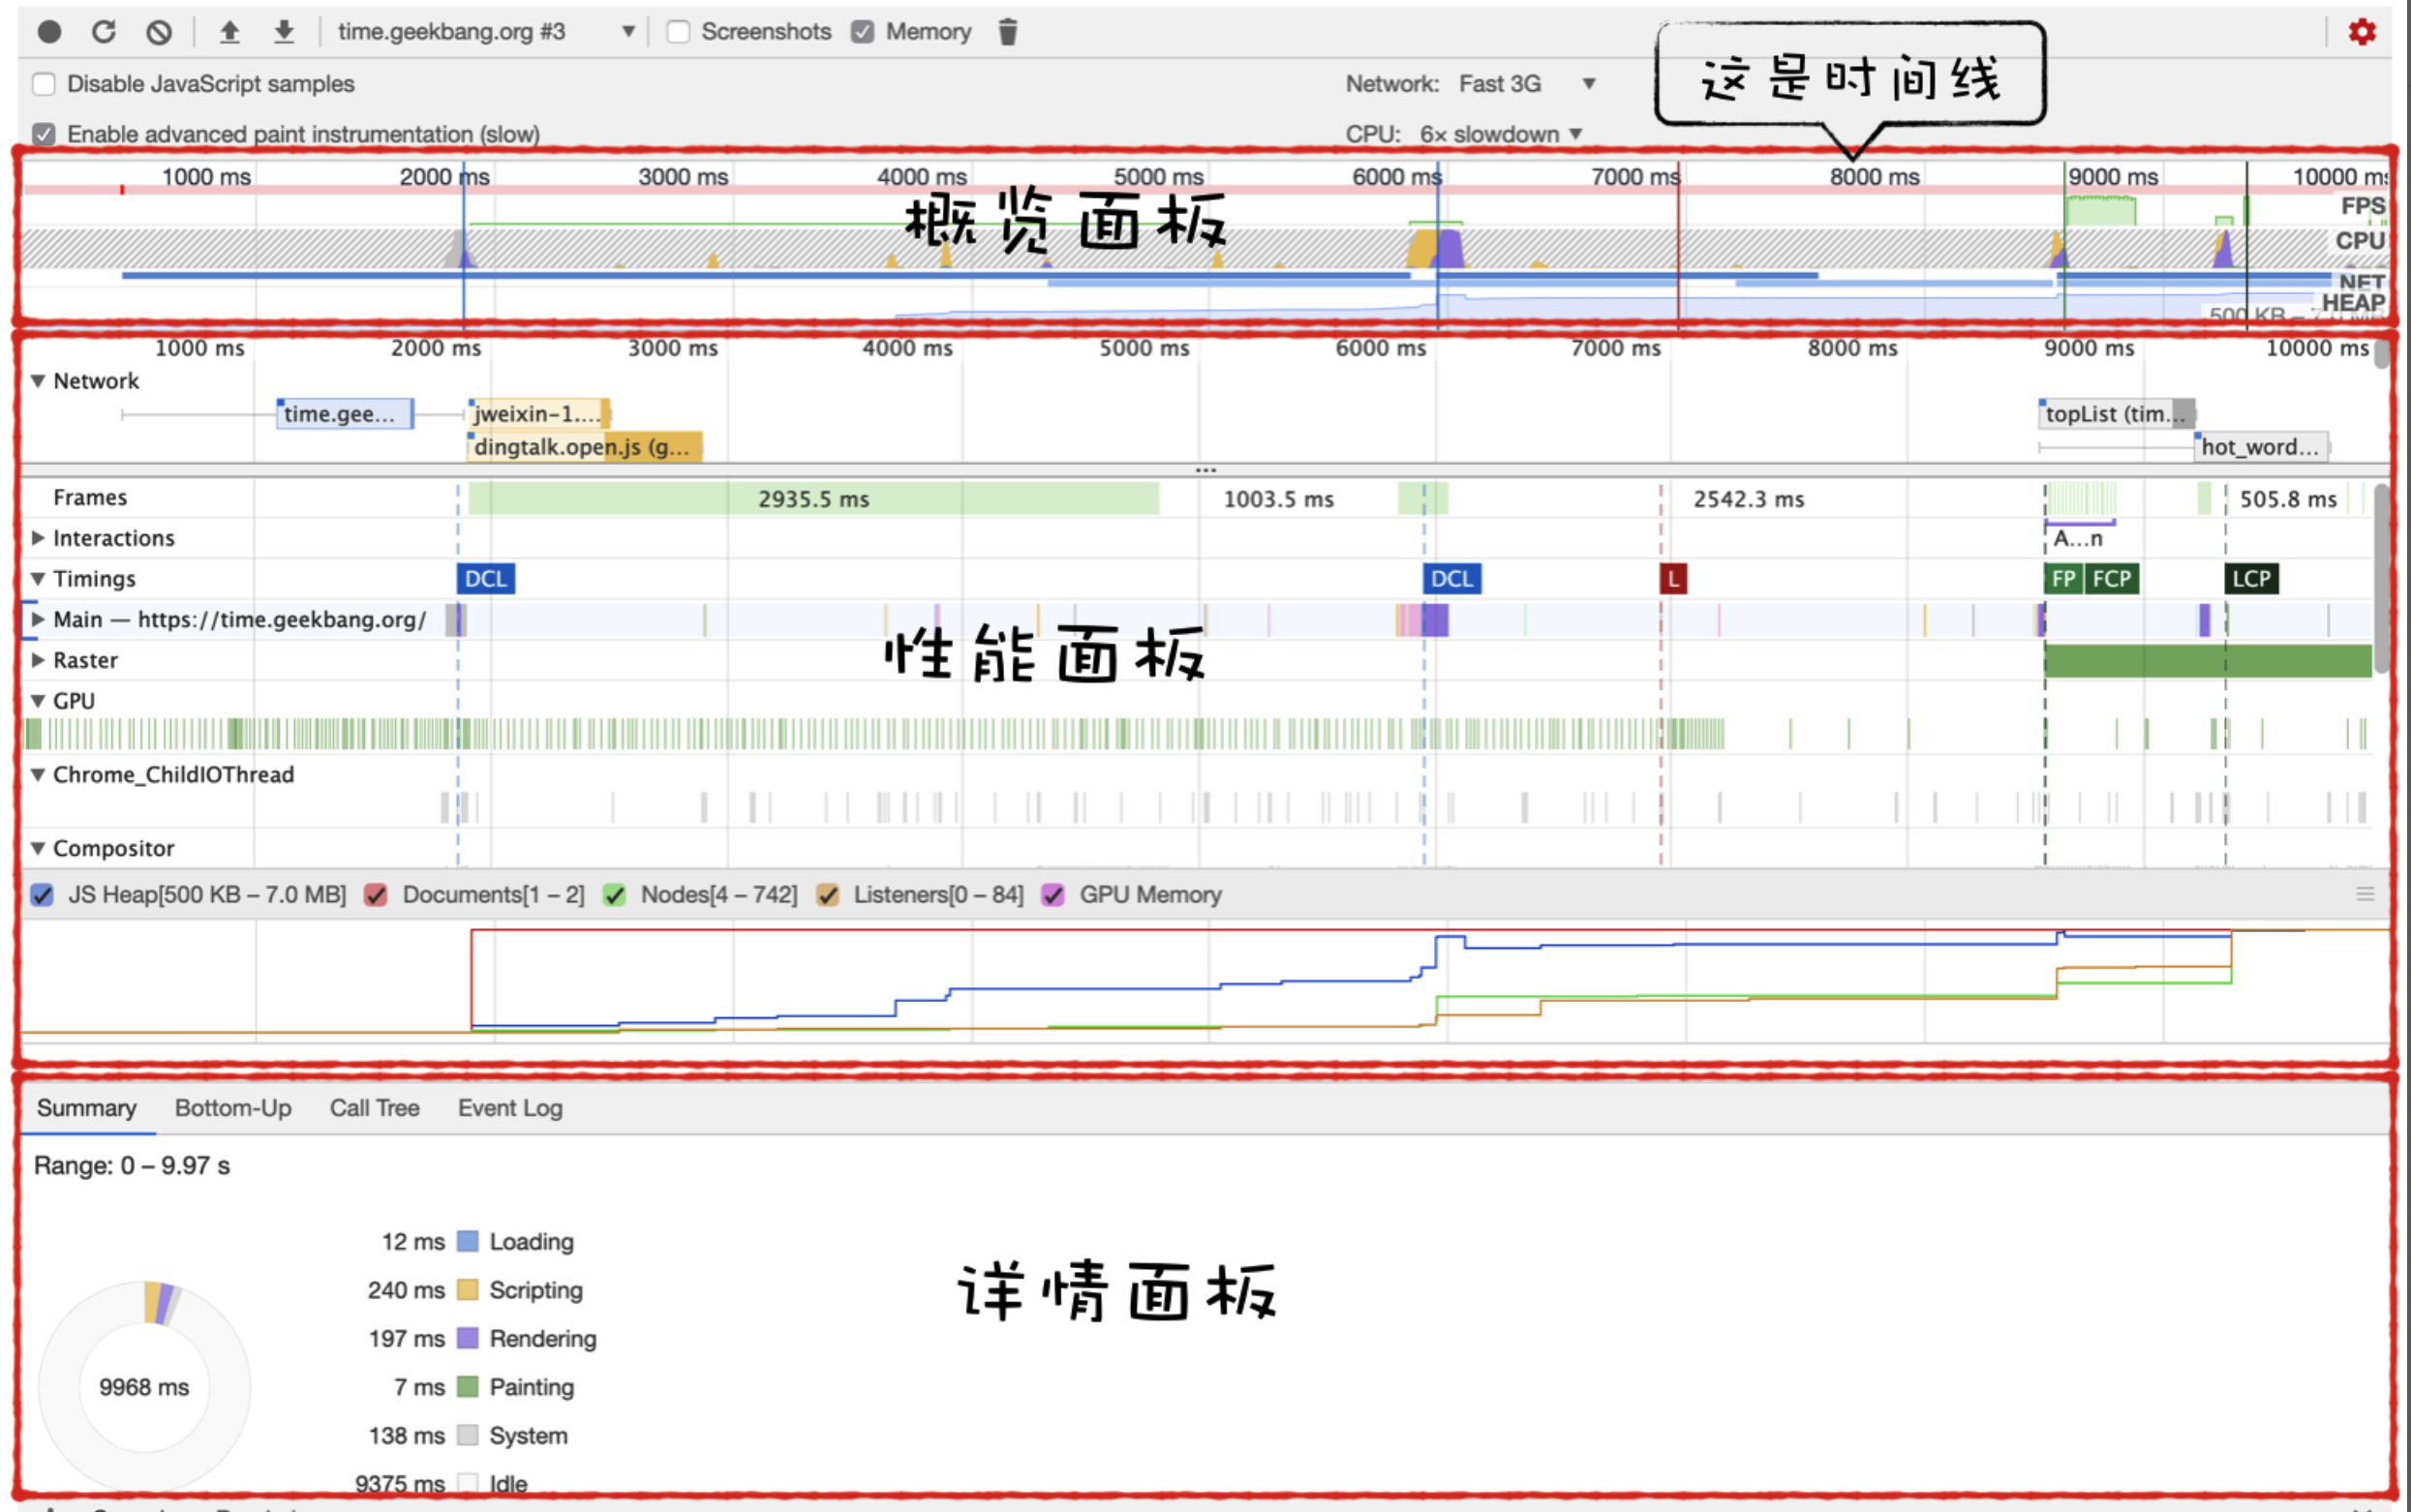 time.geekbang.org #3 Screenshots Memory
这是时间线
Disable JavaScript samples Network: Fast 3G
Enable advanced paint instrumentation (slow) CPU: 6× slowdown
1000 ms 2000 ms 3000 ms 4000 ms 5000 ms 6000 ms 7000 ms 8000 ms 9000 ms 10000 ms
概览面板
FPS
CPU
NET
HEAP
1000 ms 2000 ms 3000 ms 4000 ms 5000 ms 6000 ms 7000 ms 8000 ms 9000 ms 10000 ms
Network
time.gee... jweixin-1.... topList (tim...
dingtalk.open.js (g... hot_word...
Frames 2935.5 ms 1003.5 ms 2542.3 ms 505.8 ms
Interactions A...n
Timings DCL DCL L FP FCP LCP
Main — https://time.geekbang.org/
性能面板
Raster
GPU
Chrome_ChildIOThread
Compositor
JS Heap[500 KB – 7.0 MB] Documents[1 – 2] Nodes[4 – 742] Listeners[0 – 84] GPU Memory
Summary Bottom-Up Call Tree Event Log
Range: 0 – 9.97 s
12 ms Loading
240 ms Scripting
详情面板
197 ms Rendering
9968 ms
7 ms Painting
138 ms System
9375 ms Idle